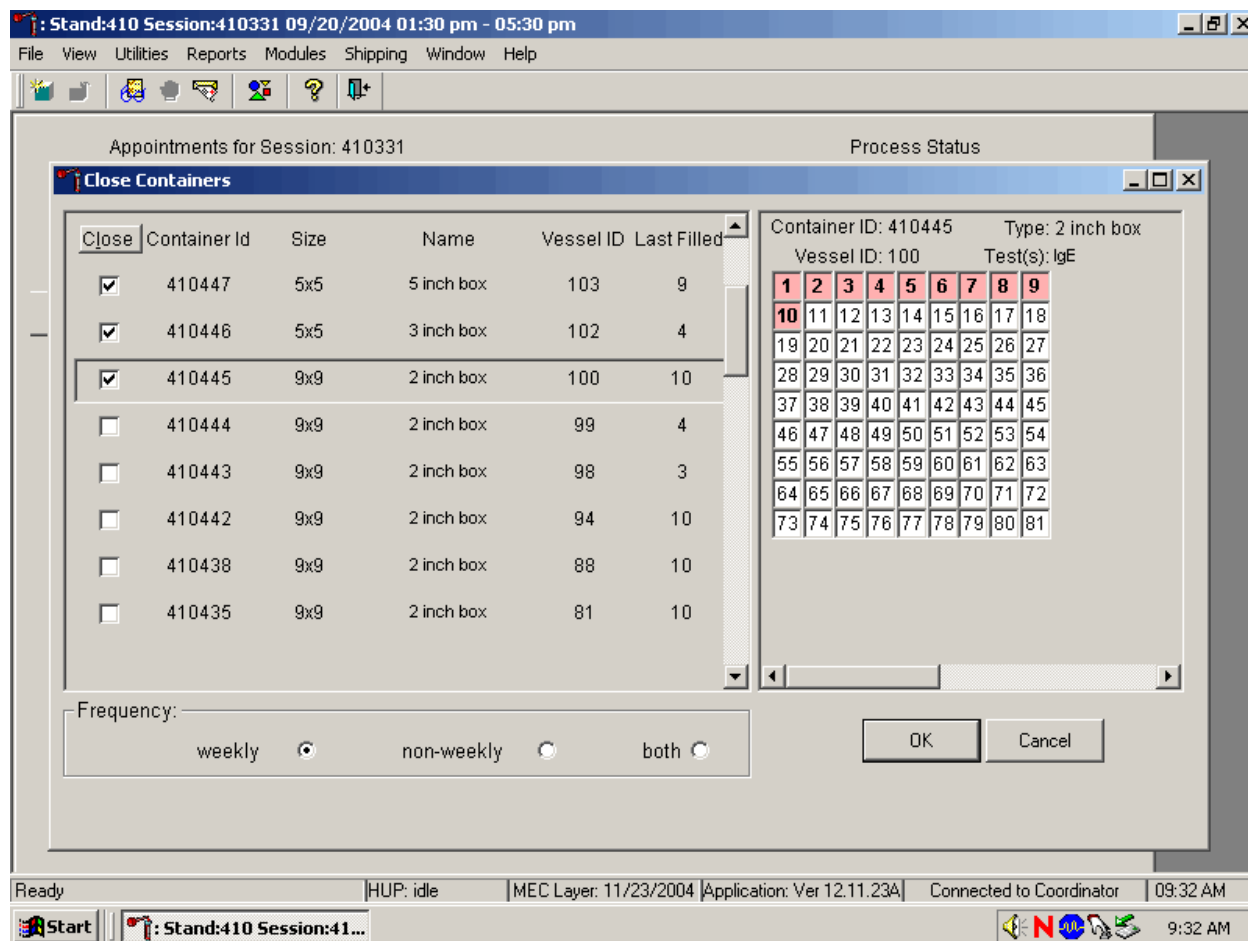 : Stand:410 Session:410331 09/20/2004 01:30 pm - 05:30 pm
File View Utilities Reports Modules Shipping Window Help
Appointments for Session: 410331 Process Status
Close Containers
Close Container Id Size Name Vessel ID Last Filled
410447 5x5 5 inch box 103 9
410446 5x5 3 inch box 102 4
410445 9x9 2 inch box 100 10
410444 9x9 2 inch box 99 4
410443 9x9 2 inch box 98 3
410442 9x9 2 inch box 94 10
410438 9x9 2 inch box 88 10
410435 9x9 2 inch box 81 10
Container ID: 410445 Type: 2 inch box
Vessel ID: 100 Test(s): IgE
1 2 3 4 5 6 7 8 9
10 11 12 13 14 15 16 17 18
19 20 21 22 23 24 25 26 27
28 29 30 31 32 33 34 35 36
37 38 39 40 41 42 43 44 45
46 47 48 49 50 51 52 53 54
55 56 57 58 59 60 61 62 63
64 65 66 67 68 69 70 71 72
73 74 75 76 77 78 79 80 81
Frequency:
weekly non-weekly both
OK Cancel
Ready HUP: idle MEC Layer: 11/23/2004 Application: Ver 12.11.23A Connected to Coordinator 09:32 AM
Start : Stand:410 Session:41... N 9:32 AM